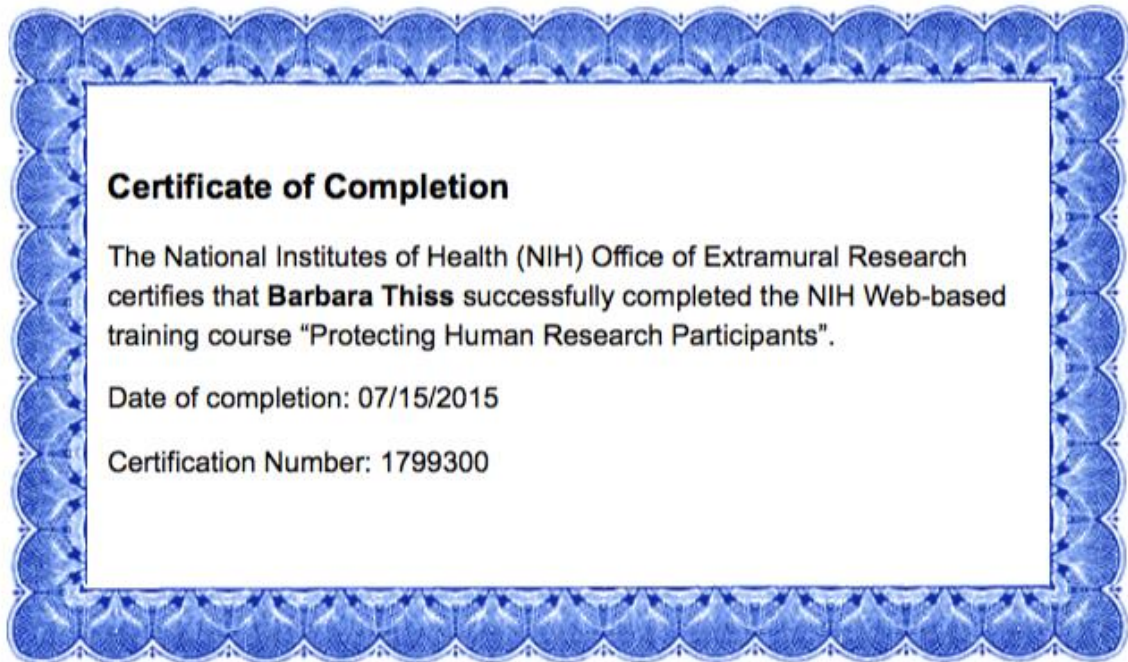 Certificate of Completion
The National Institutes of Health (NIH) Office of Extramural Research
certifies that Barbara Thiss successfully completed the NIH Web-based
training course “Protecting Human Research Participants”.
Date of completion: 07/15/2015
Certification Number: 1799300